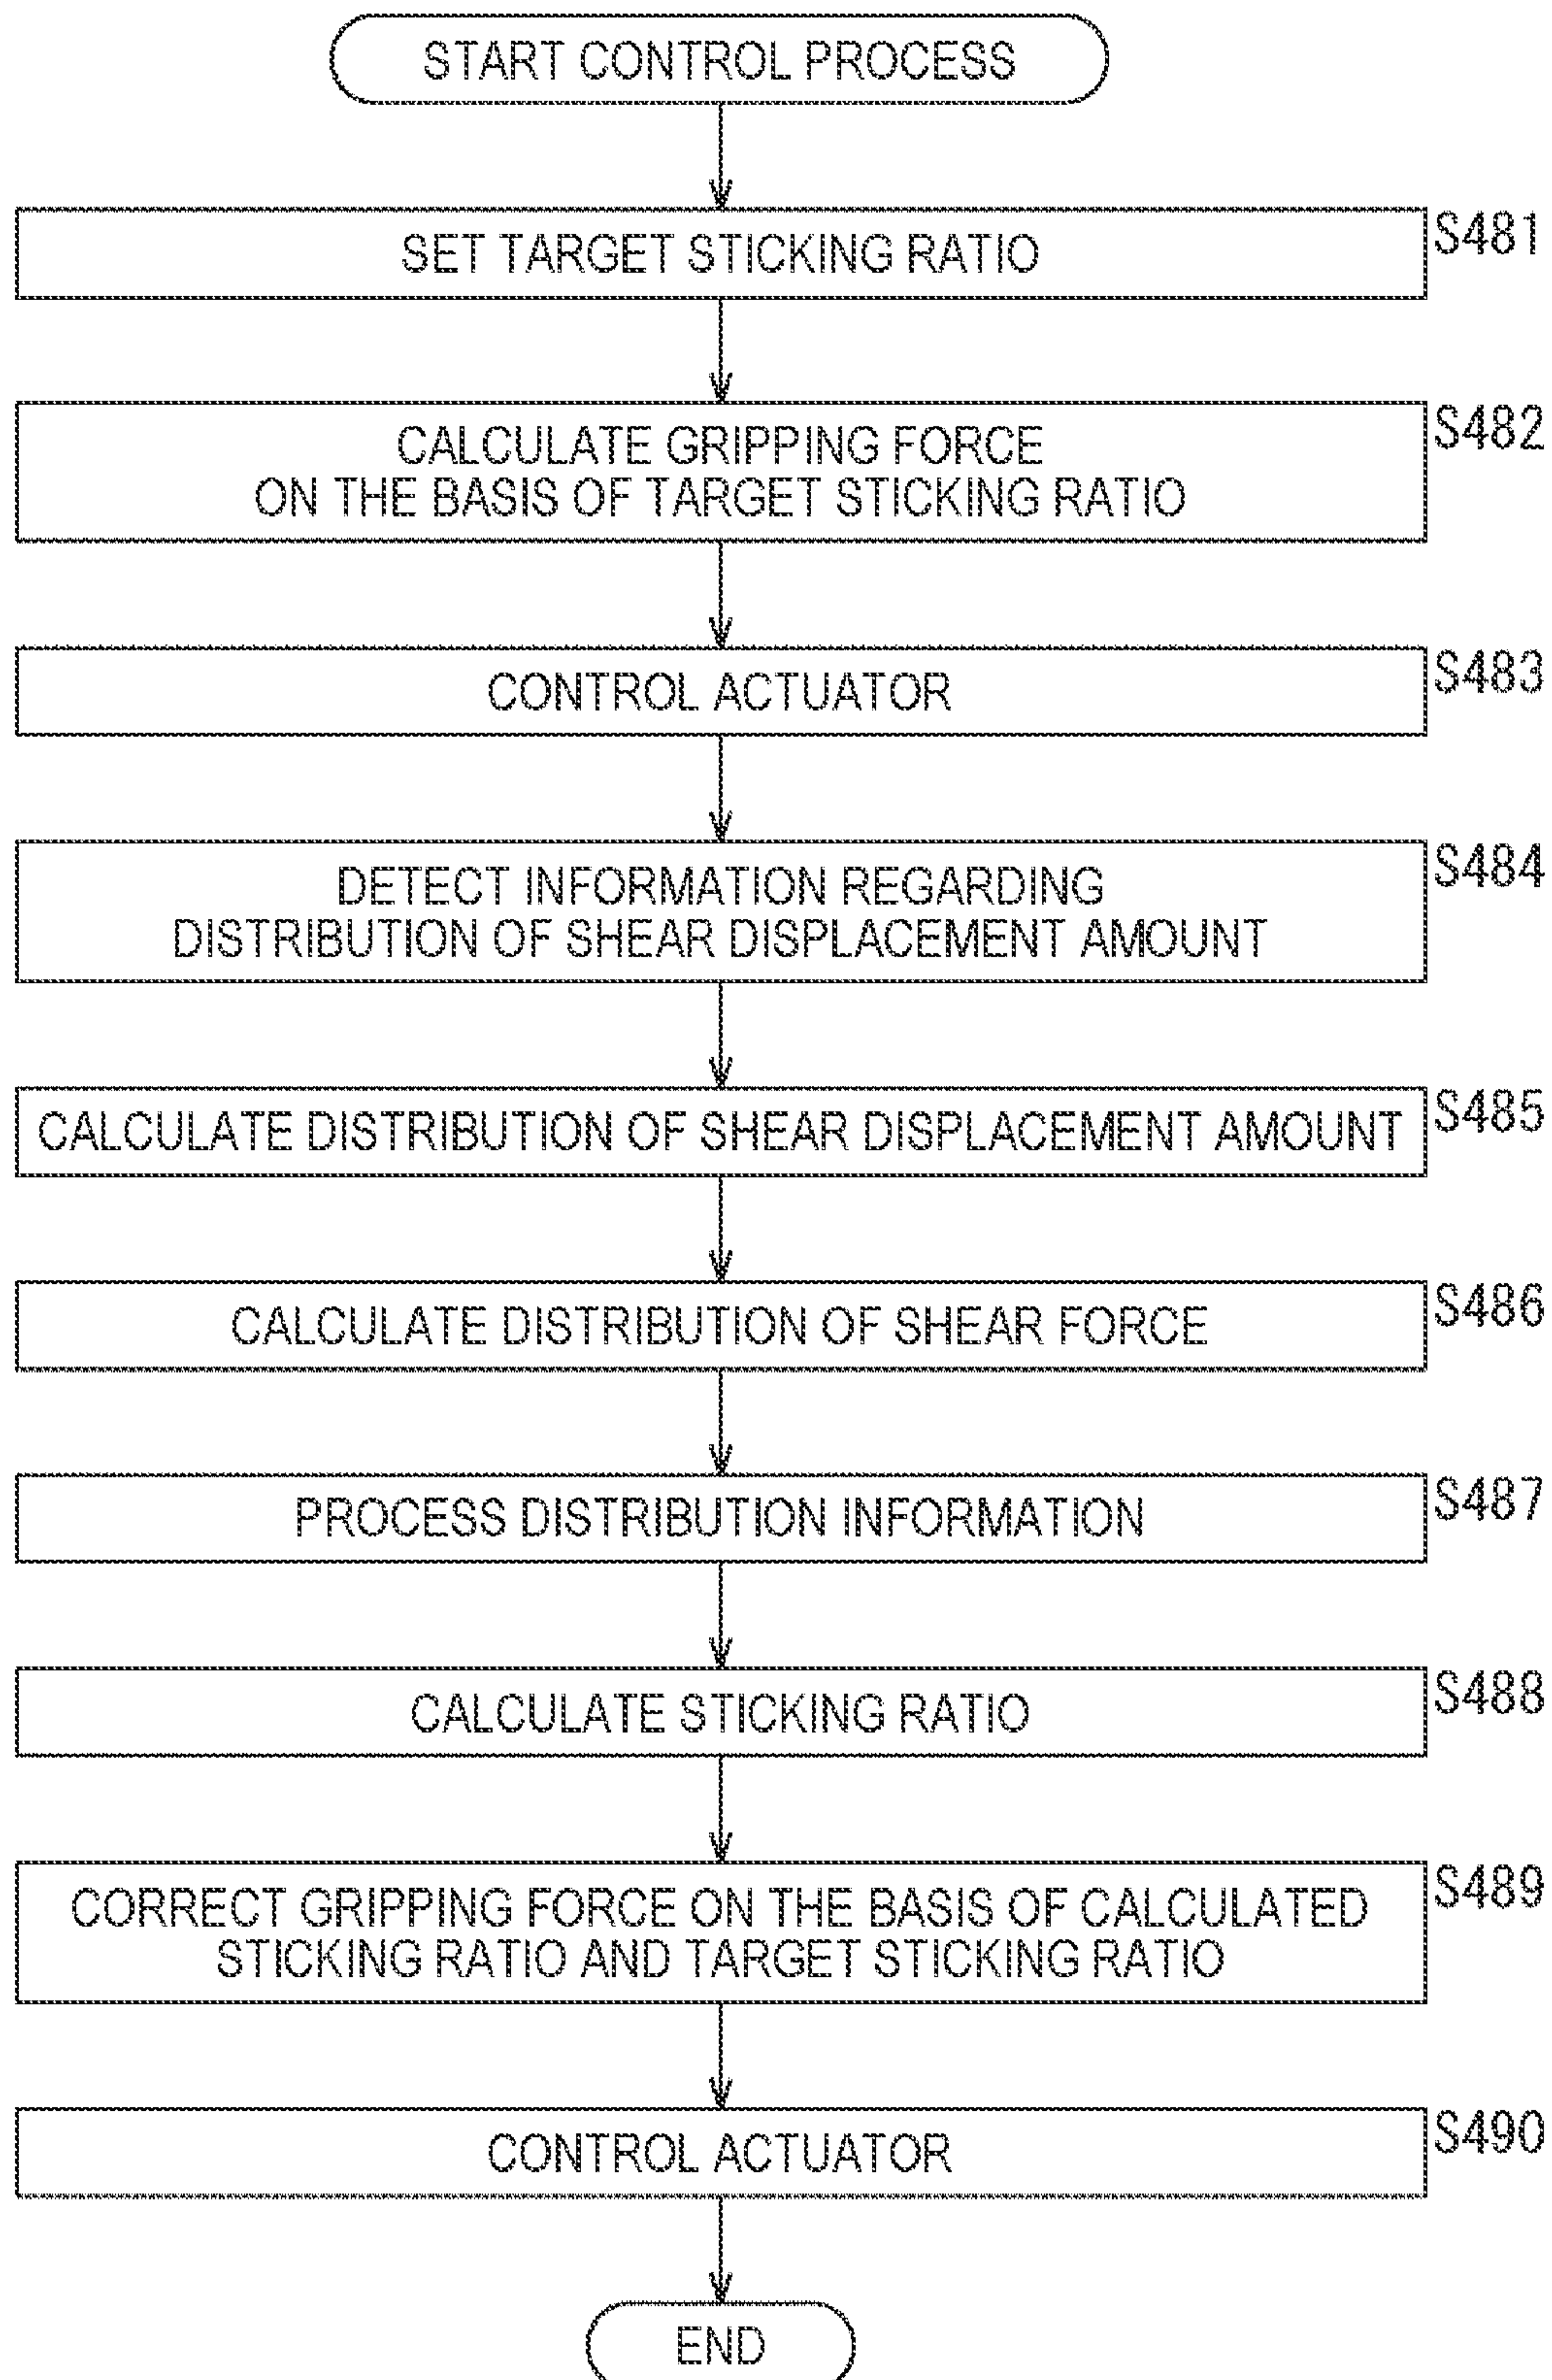 START CONTROL PROCESS
SET TARGET STICKING RATIO
S481
CALCULATE GRIPPING FORCE
ON THE BASIS OF TARGET STICKING RATIO
S482
CONTROL ACTUATOR
S483
DETECT INFORMATION REGARDING
DISTRIBUTION OF SHEAR DISPLACEMENT AMOUNT
S484
CALCULATE DISTRIBUTION OF SHEAR DISPLACEMENT AMOUNT
S485
CALCULATE DISTRIBUTION OF SHEAR FORCE
S486
PROCESS DISTRIBUTION INFORMATION
S487
CALCULATE STICKING RATIO
S488
CORRECT GRIPPING FORCE ON THE BASIS OF CALCULATED
STICKING RATIO AND TARGET STICKING RATIO
S489
CONTROL ACTUATOR
S490
END